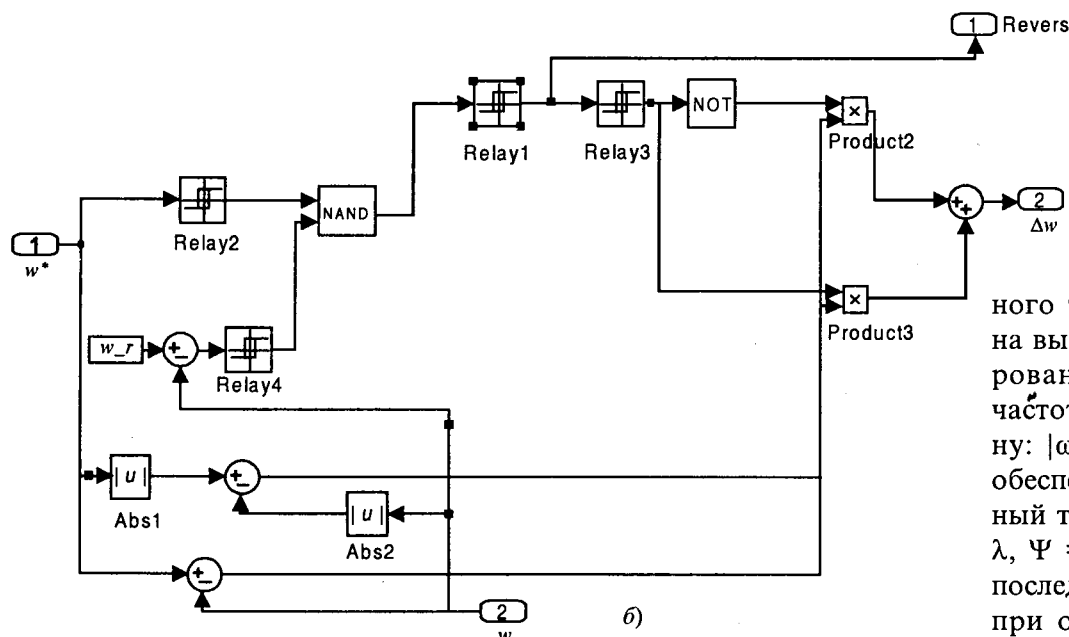 1 Revers
Relay1
Relay3
NOT
×
Product2
Relay2
NAND
++
2
Δw
1
w*
w_r
+-
Relay4
×
Product3
|u|
Abs1
+-
|u|
Abs2
+-
2
w
б)
ного
на вы
рован
частот
ну: |ω
обеспе
ный т
λ, Ψ =
послед
при о